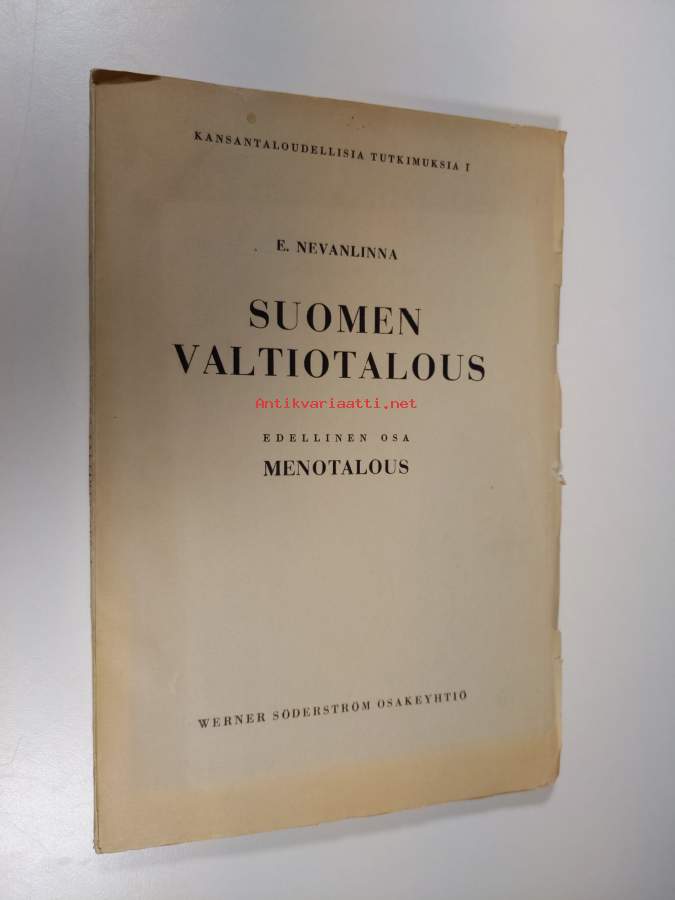 KANSANTALOUDELLISIA TUTKIMUKSIA I
E. NEVANLINNA
SUOMEN
VALTIOTALOUS
Antikvariaatti.net
EDELLINEN OSA
MENOTALOUS
WERNER SÖDERSTRÖM OSAKEYHTIÖ